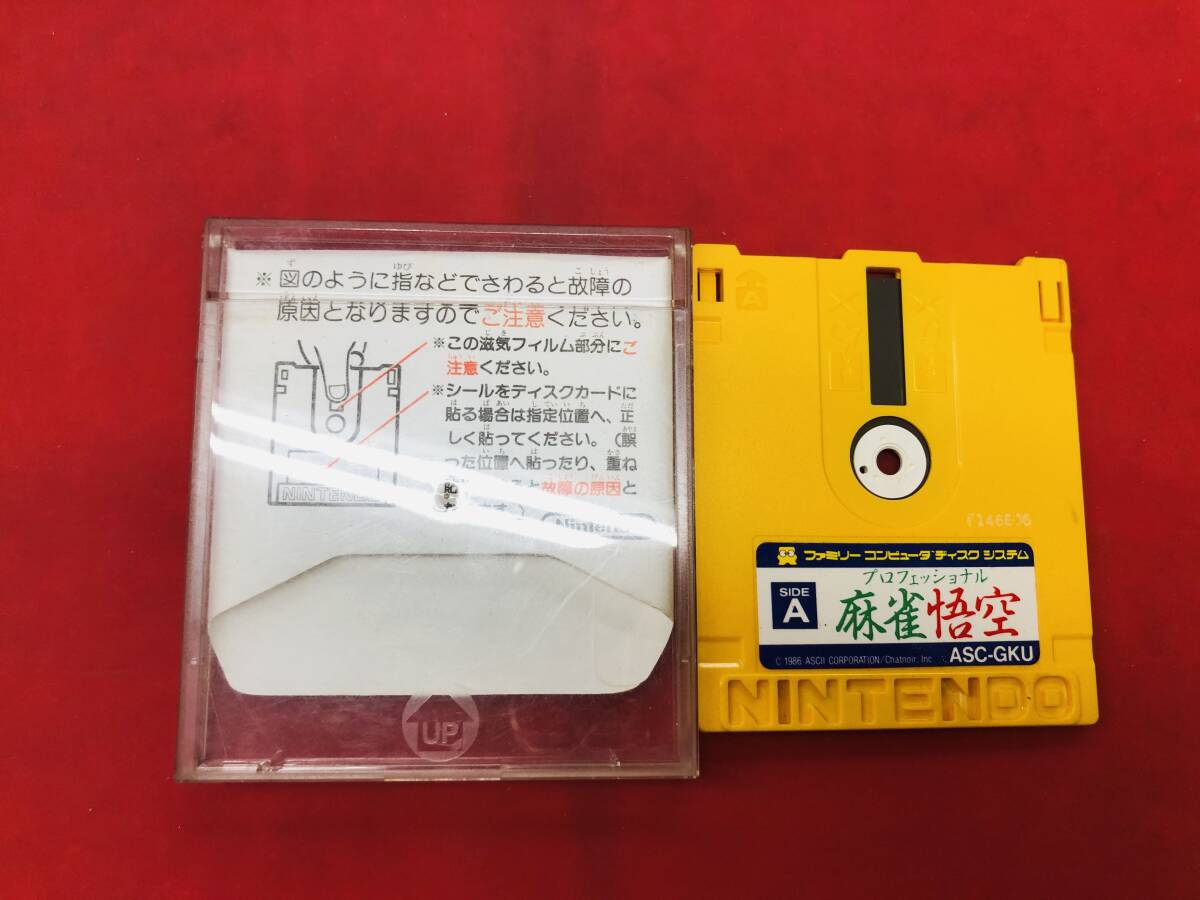 ※図のように指などでさわると故障の
原因となりますのでご注意ください。
※この滋気フィルム部分にご
注意ください。
※シールをディスクカードに
貼る場合は指定位置へ、正
しく貼ってください。(誤
った位置へ貼ったり、重ね
と故障の原因と
NINTENDO
Nintendo
UP
A
ファミリー コンピュータ ディスク システム
プロフェッショナル
SIDE
A
麻雀悟空
© 1986 ASCII CORPORATION/Chatnoir, Inc.
ASC-GKU
NINTENDO